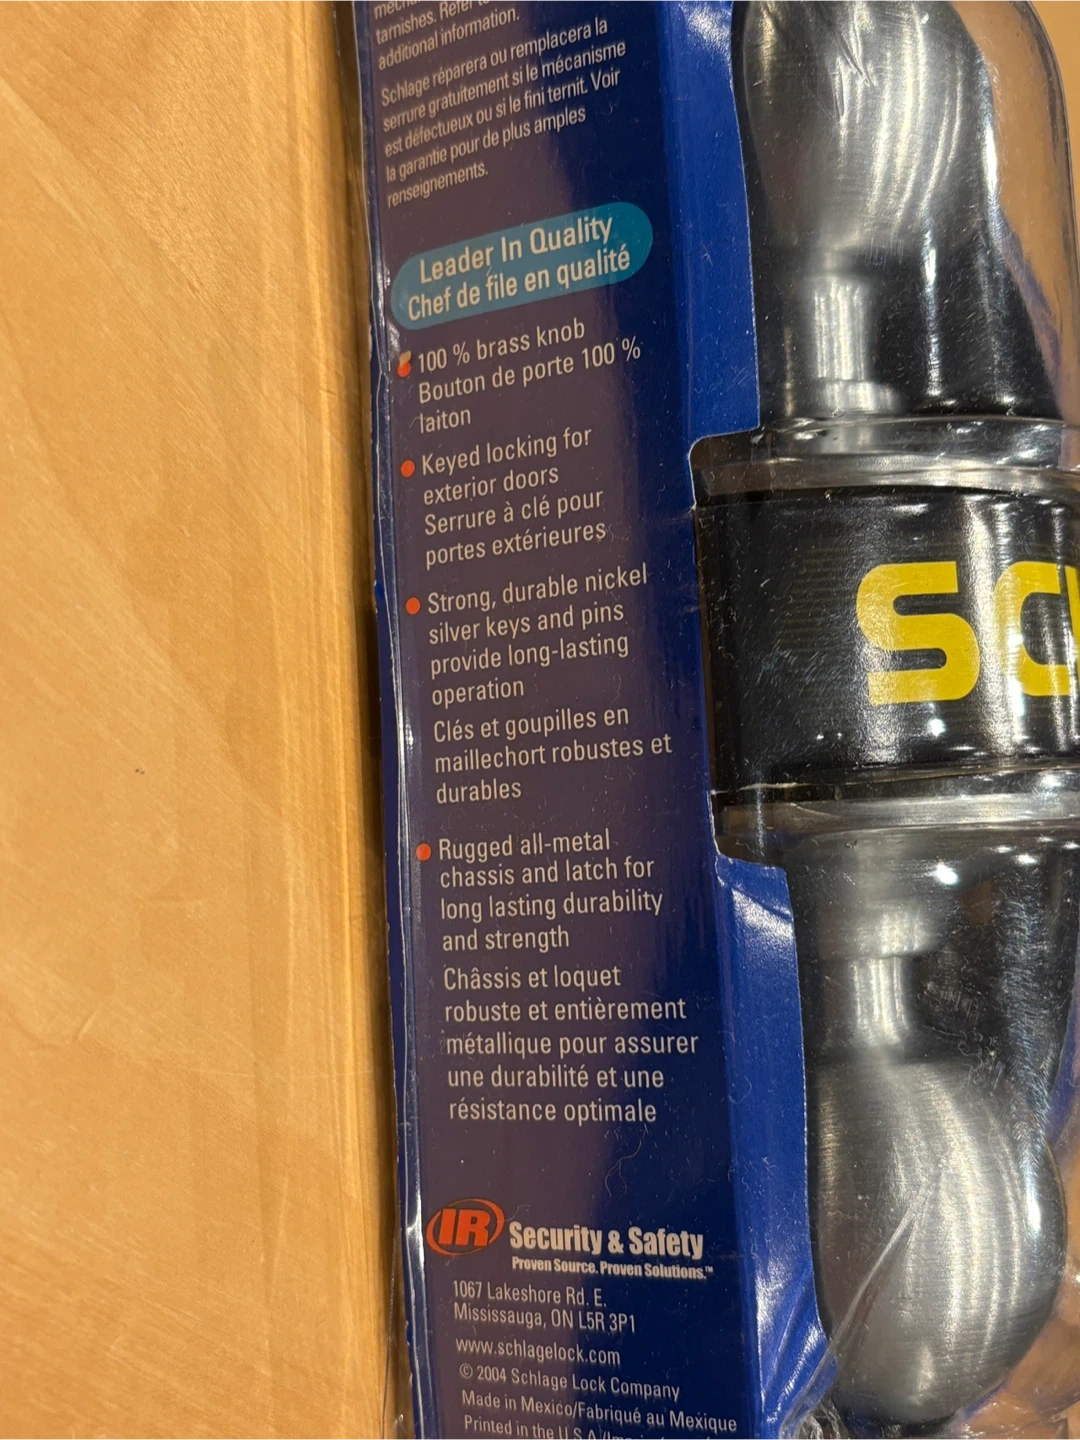 tarnishes. Refer to
additional information.
Schlage réparera ou remplacera la
serrure gratuitement si le mécanisme
est défectueux ou si le fini ternit. Voir
la garantie pour de plus amples
renseignements.
Leader In Quality
Chef de file en qualité
100 % brass knob
Bouton de porte 100 %
laiton
Keyed locking for
exterior doors
Serrure à clé pour
portes extérieures
Strong, durable nickel
silver keys and pins
provide long-lasting
operation
Clés et goupilles en
maillechort robustes et
durables
Rugged all-metal
chassis and latch for
long lasting durability
and strength
Châssis et loquet
robuste et entièrement
métallique pour assurer
une durabilité et une
résistance optimale
IR Security & Safety
Proven Source. Proven Solutions.™
1067 Lakeshore Rd. E.
Mississauga, ON L5R 3P1
www.schlagelock.com
© 2004 Schlage Lock Company
Made in Mexico/Fabriqué au Mexique
Printed in the U.S.A.
SC